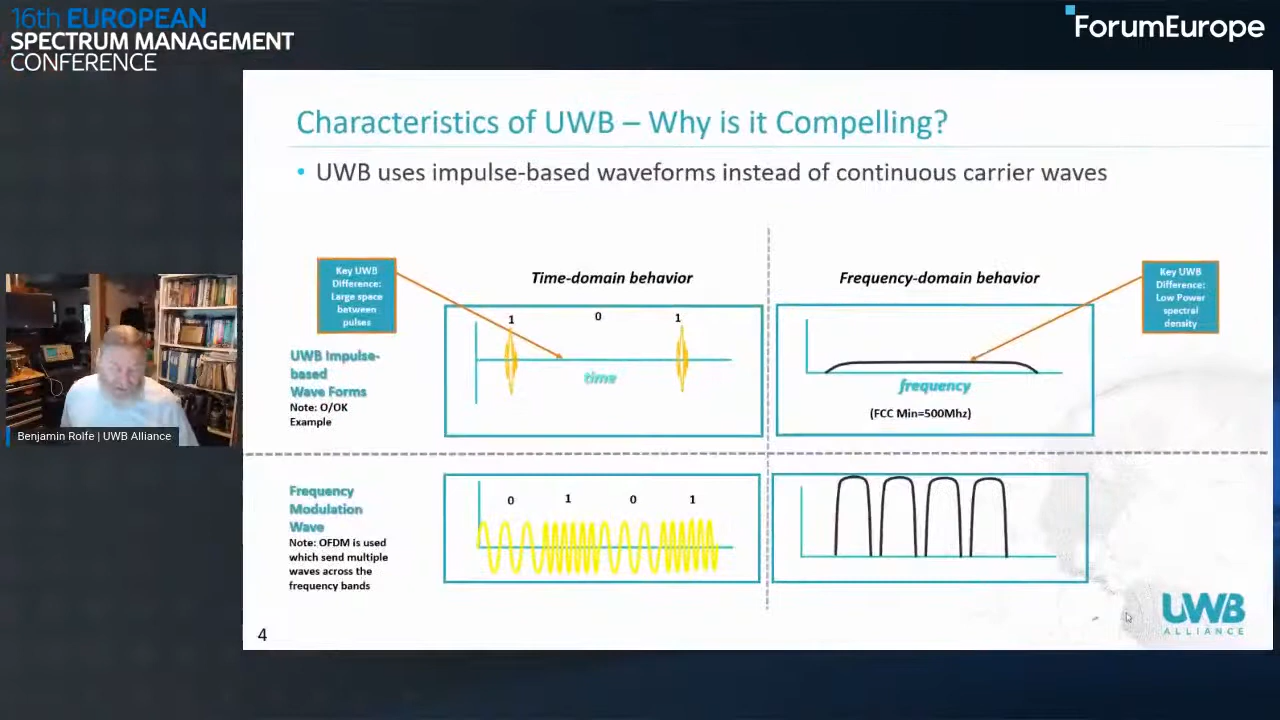 16th EUROPEAN
SPECTRUM MANAGEMENT
CONFERENCE
ForumEurope
Characteristics of UWB – Why is it Compelling?
• UWB uses impulse-based waveforms instead of continuous carrier waves
Key UWB
Difference:
Large space
between
pulses
Time-domain behavior
Frequency-domain behavior
Key UWB
Difference:
Low Power
spectral
density
UWB Impulse-
based
Wave Forms
Note: O/OK
Example
1 0 1
time
frequency
(FCC Min=500Mhz)
Benjamin Rolfe | UWB Alliance
Frequency
Modulation
Wave
Note: OFDM is used
which send multiple
waves across the
frequency bands
0 1 0 1
4
UWB
ALLIANCE